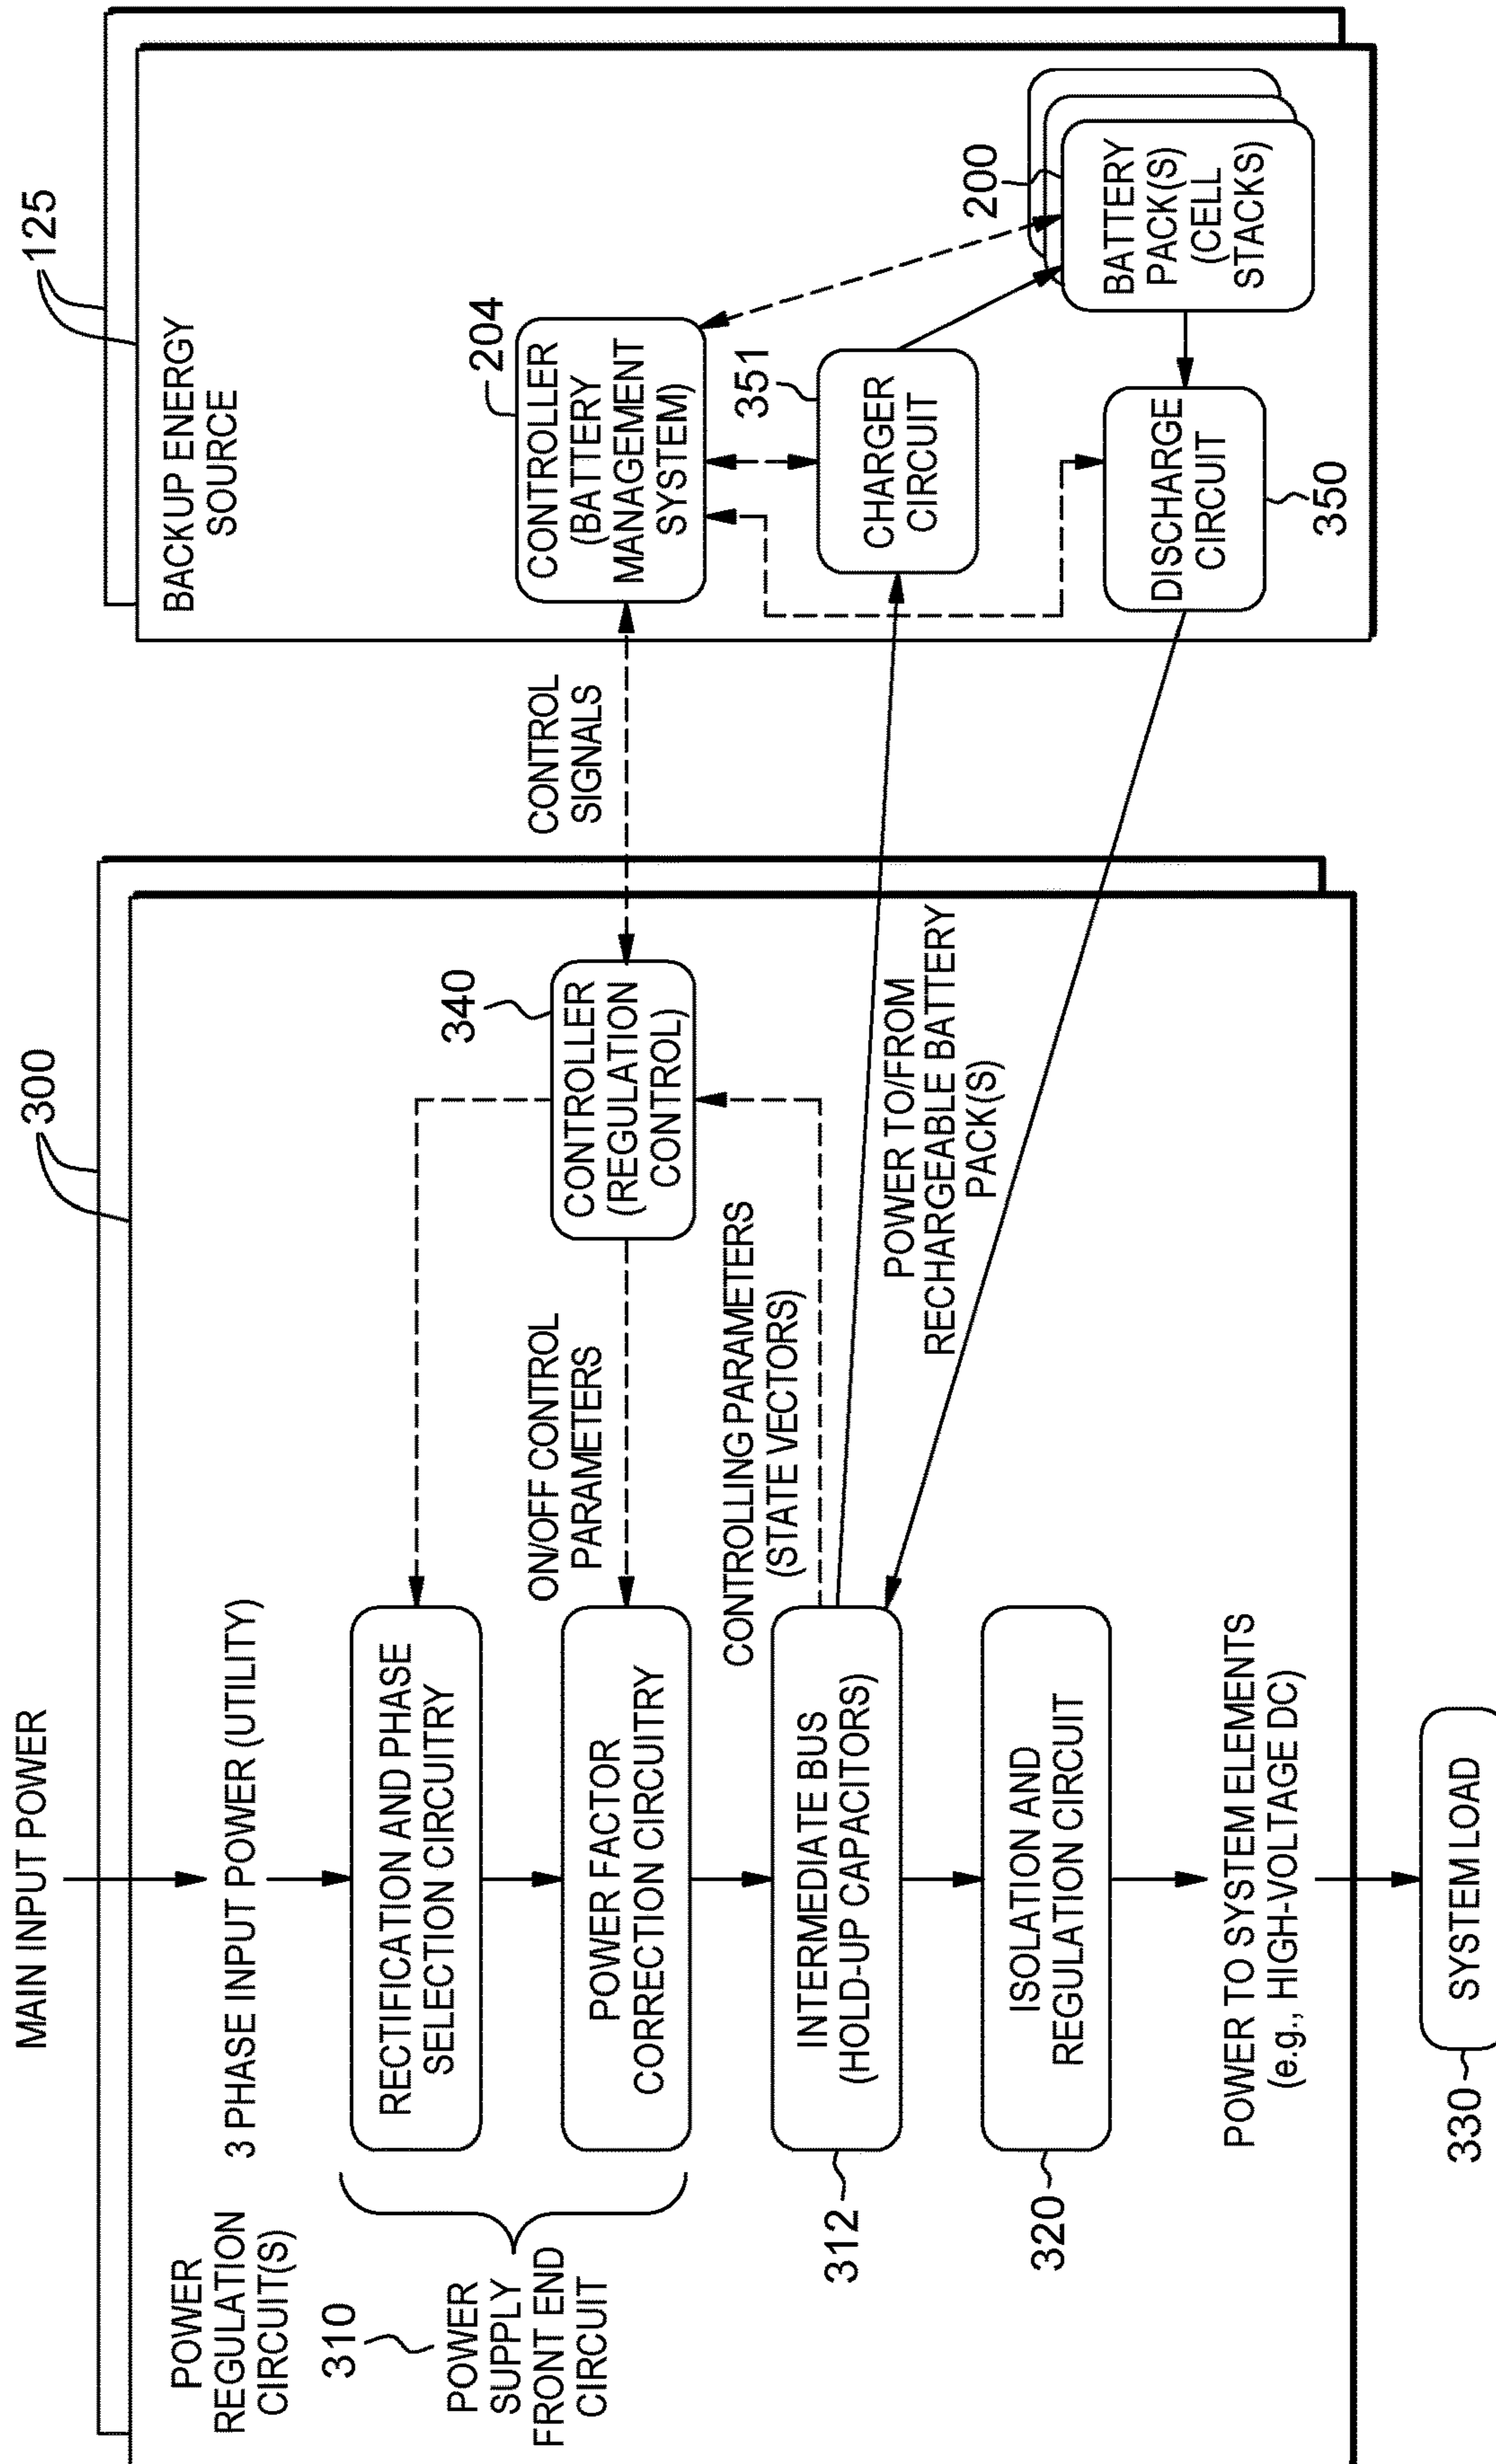 MAIN INPUT POWER
300
POWER
REGULATION
CIRCUIT(S)
3 PHASE INPUT POWER (UTILITY)
310
POWER
SUPPLY
FRONT END
CIRCUIT
RECTIFICATION AND PHASE
SELECTION CIRCUITRY
POWER FACTOR
CORRECTION CIRCUITRY
ON/OFF CONTROL
PARAMETERS
340
CONTROLLER
(REGULATION
CONTROL)
CONTROLLING PARAMETERS
(STATE VECTORS)
312
INTERMEDIATE BUS
(HOLD-UP CAPACITORS)
POWER TO/FROM
RECHARGEABLE BATTERY
PACK(S)
320
ISOLATION AND
REGULATION CIRCUIT
POWER TO SYSTEM ELEMENTS
(e.g., HIGH-VOLTAGE DC)
330
SYSTEM LOAD
CONTROL
SIGNALS
125
BACKUP ENERGY
SOURCE
204
CONTROLLER
(BATTERY
MANAGEMENT
SYSTEM)
351
CHARGER
CIRCUIT
200
BATTERY
PACK(S)
(CELL
STACKS)
DISCHARGE
CIRCUIT
350